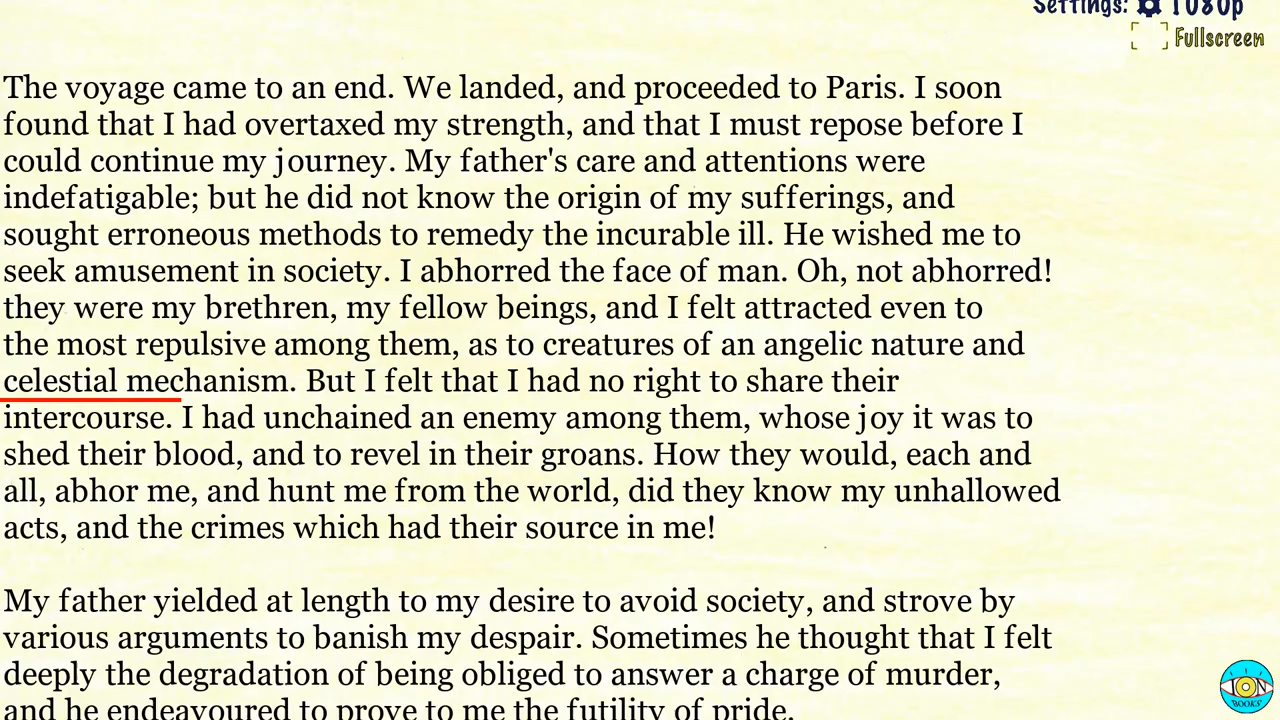 Settings: 1080p
Fullscreen
The voyage came to an end. We landed, and proceeded to Paris. I soon
found that I had overtaxed my strength, and that I must repose before I
could continue my journey. My father's care and attentions were
indefatigable; but he did not know the origin of my sufferings, and
sought erroneous methods to remedy the incurable ill. He wished me to
seek amusement in society. I abhorred the face of man. Oh, not abhorred!
they were my brethren, my fellow beings, and I felt attracted even to
the most repulsive among them, as to creatures of an angelic nature and
celestial mechanism. But I felt that I had no right to share their
intercourse. I had unchained an enemy among them, whose joy it was to
shed their blood, and to revel in their groans. How they would, each and
all, abhor me, and hunt me from the world, did they know my unhallowed
acts, and the crimes which had their source in me!
My father yielded at length to my desire to avoid society, and strove by
various arguments to banish my despair. Sometimes he thought that I felt
deeply the degradation of being obliged to answer a charge of murder,
and he endeavoured to prove to me the futility of pride.
ION
BOOKS